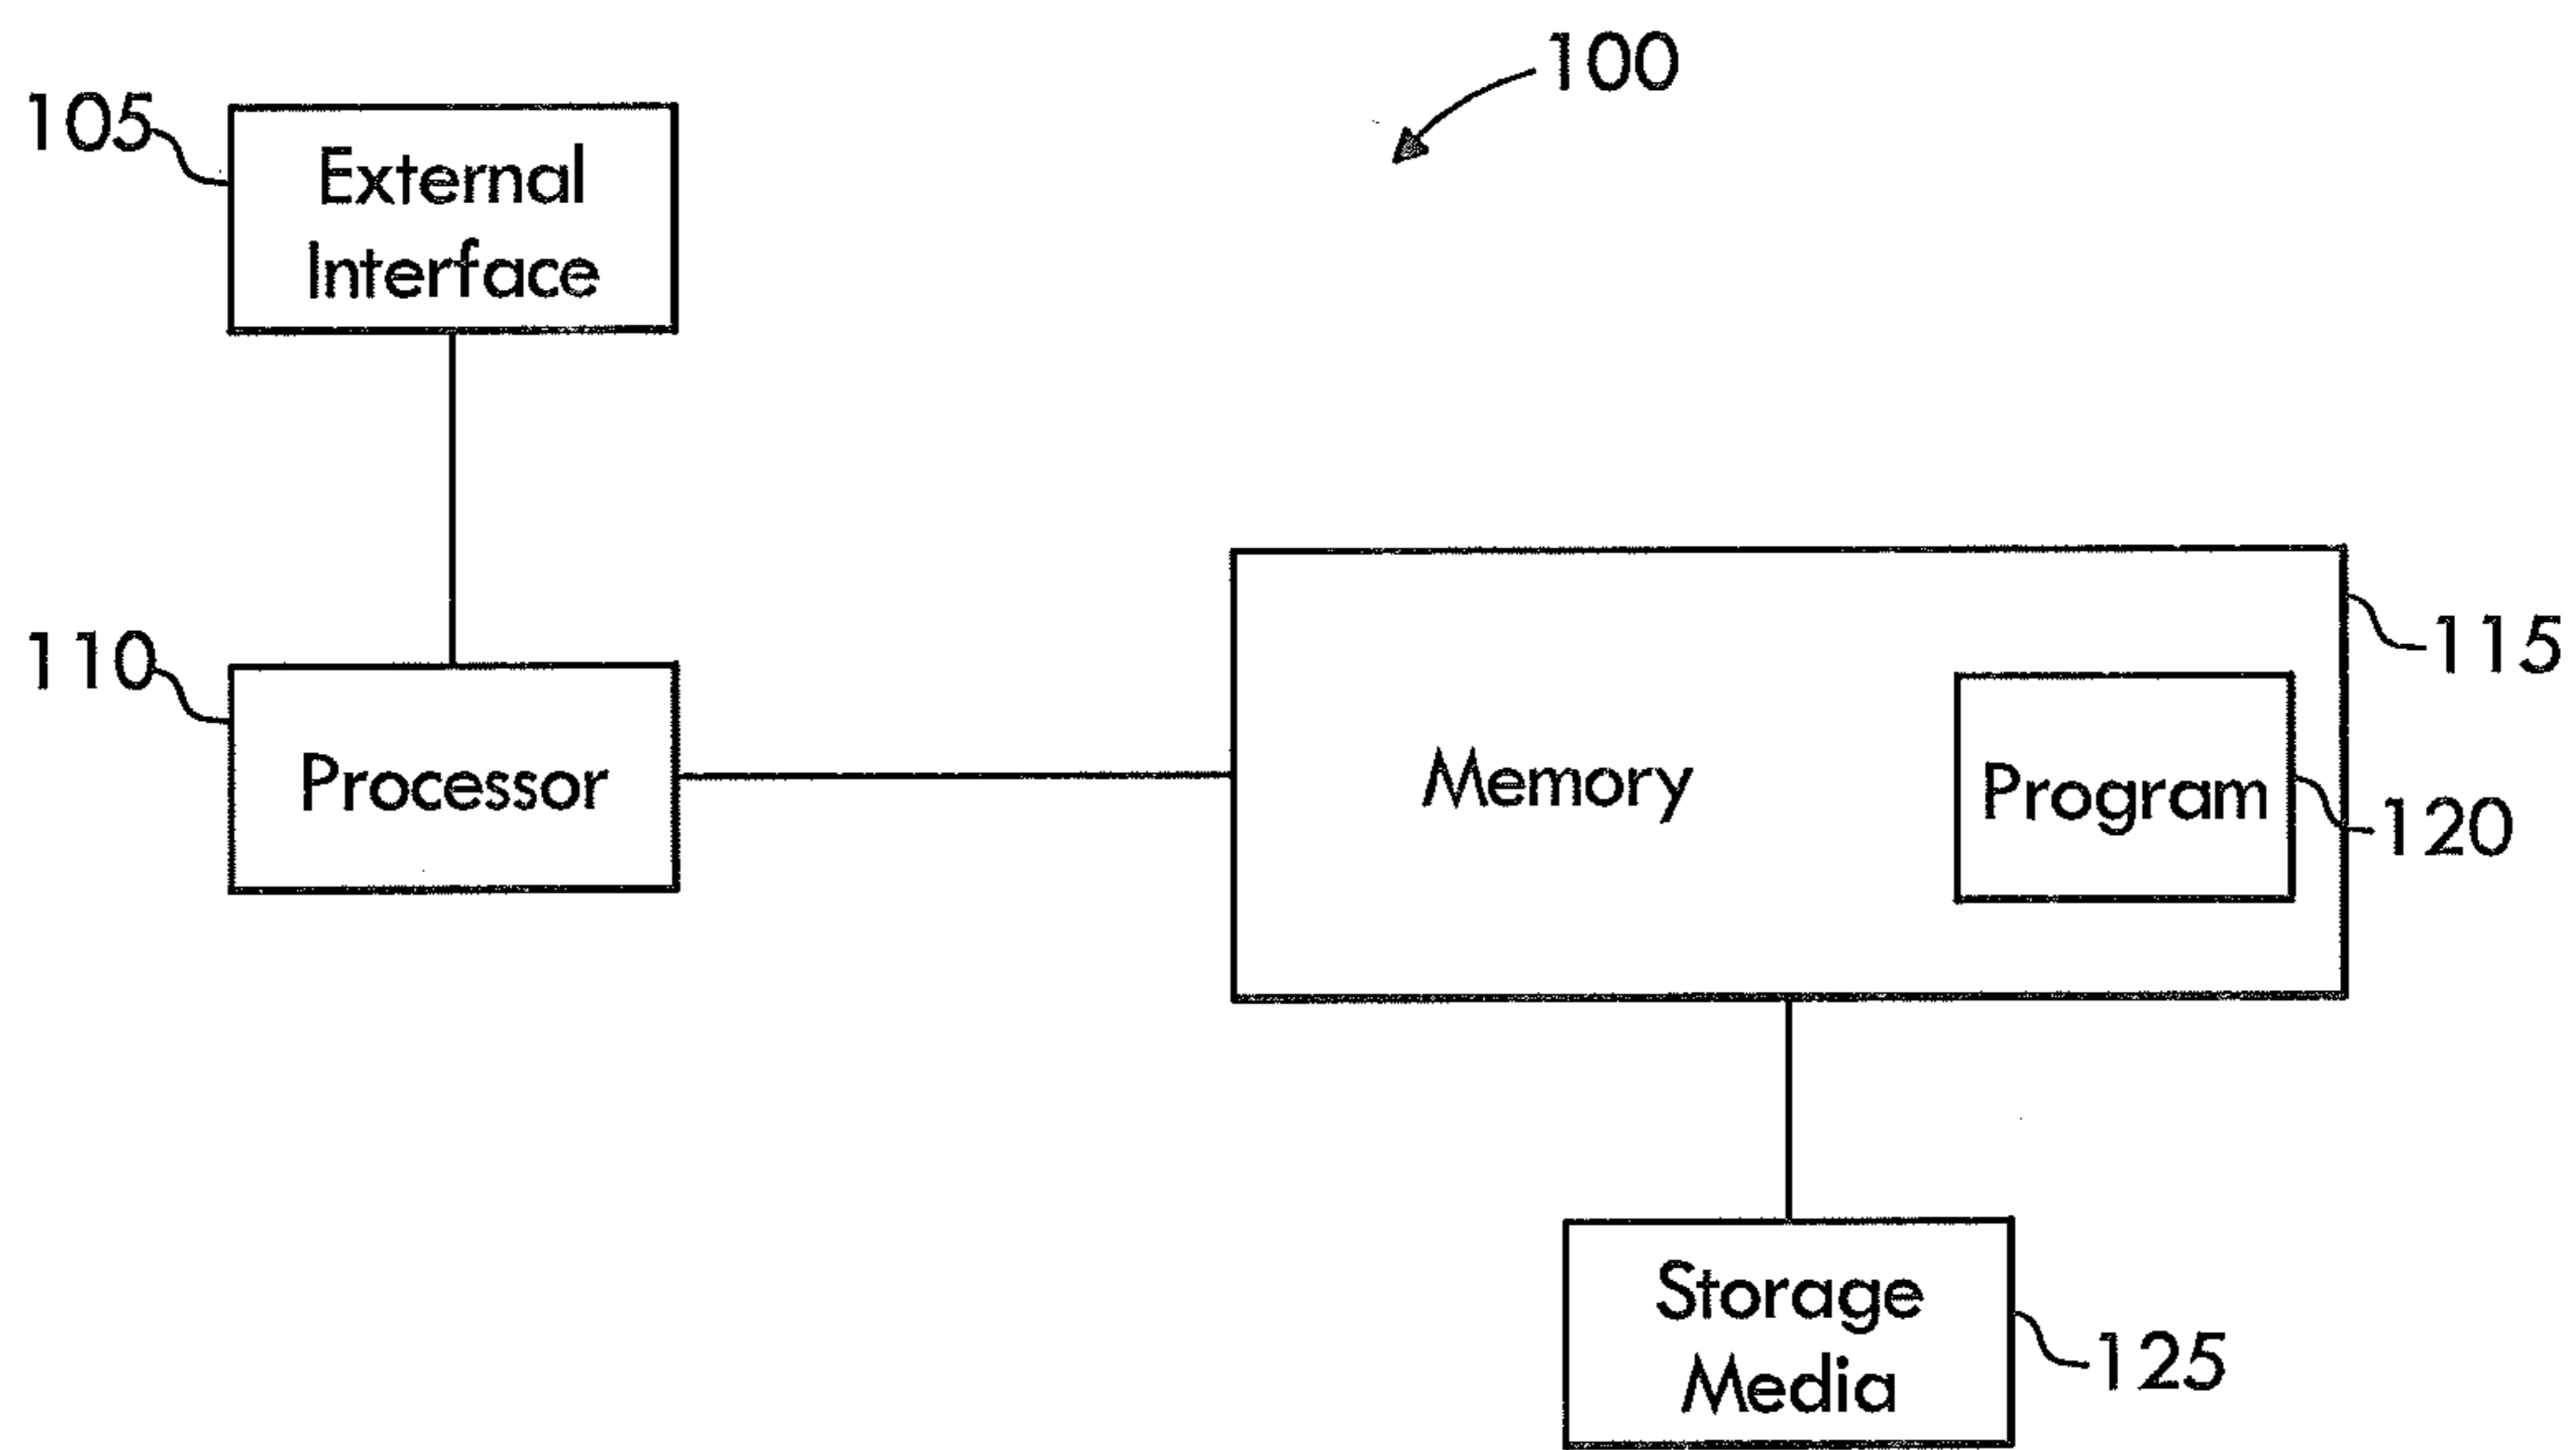 100
105
External
Interface
110
Processor
Memory
Program
115
120
Storage
Media
125